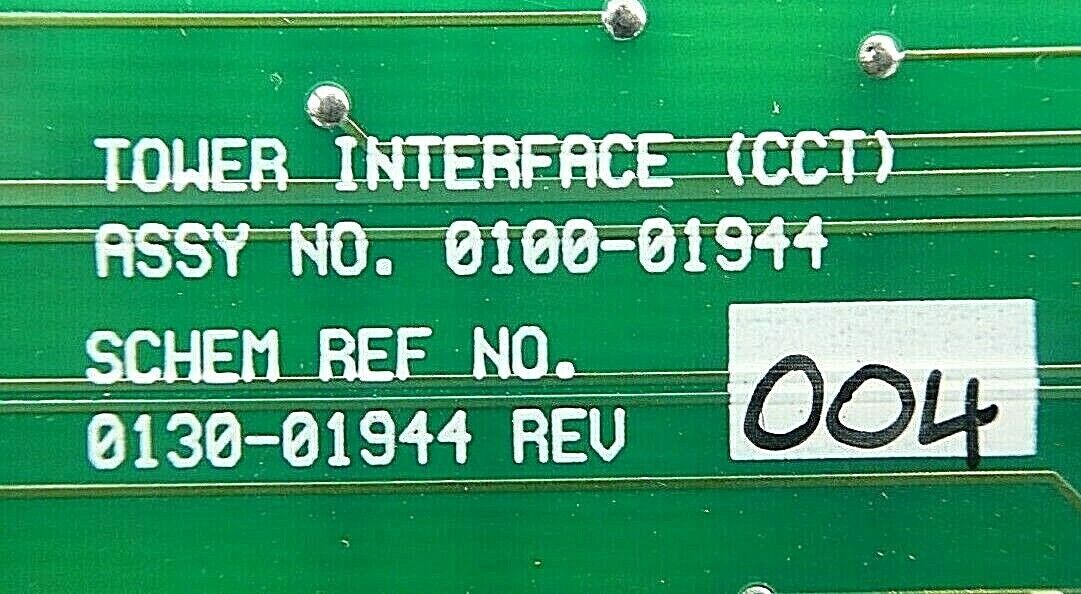 TOWER INTERFACE (CCT)
ASSY NO. 0100-01944
SCHEM REF NO.
0130-01944 REV 004